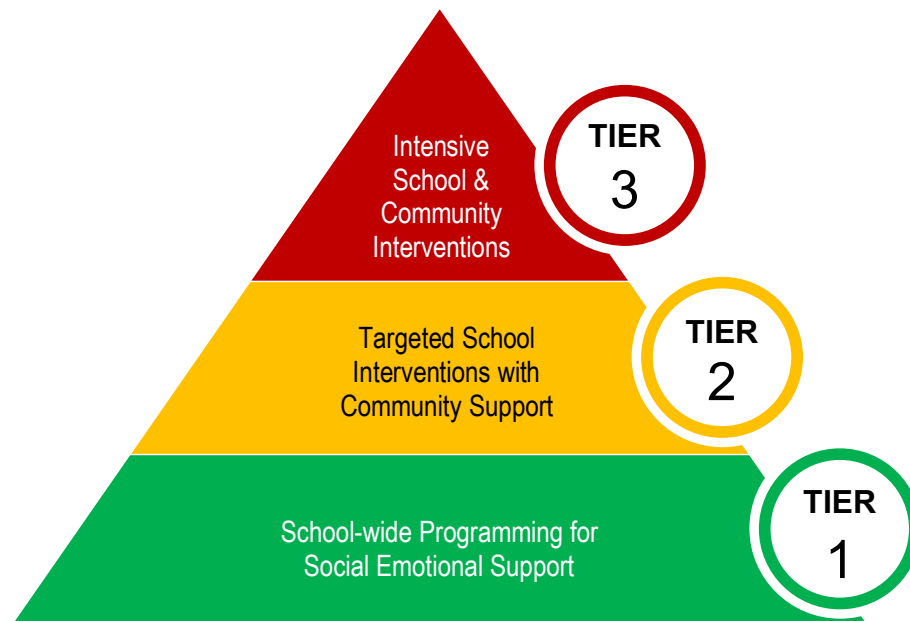 Intensive
School &
Community
Interventions
TIER
3
Targeted School
Interventions with
Community Support
TIER
2
School-wide Programming for
Social Emotional Support
TIER
1